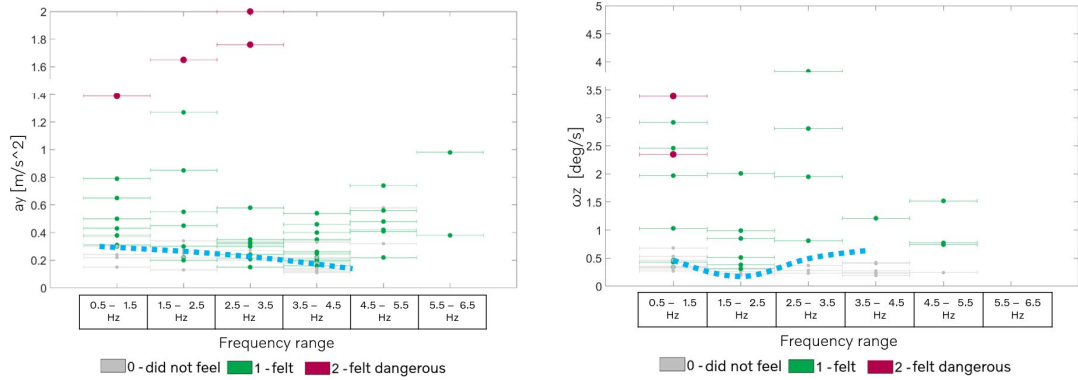 2
1.8
1.6
1.4
1.2
1
0.8
0.6
0.4
0.2
0
ay [m/s^2]
0.5 – 1.5 Hz
1.5 – 2.5 Hz
2.5 – 3.5 Hz
3.5 – 4.5 Hz
4.5 – 5.5 Hz
5.5 – 6.5 Hz
Frequency range
0 - did not feel 1 - felt 2 - felt dangerous
5
4.5
4
3.5
3
2.5
2
1.5
1
0.5
0
ωz [deg/s]
0.5 – 1.5 Hz
1.5 – 2.5 Hz
2.5 – 3.5 Hz
3.5 – 4.5 Hz
4.5 – 5.5 Hz
5.5 – 6.5 Hz
Frequency range
0 - did not feel 1 - felt 2 - felt dangerous